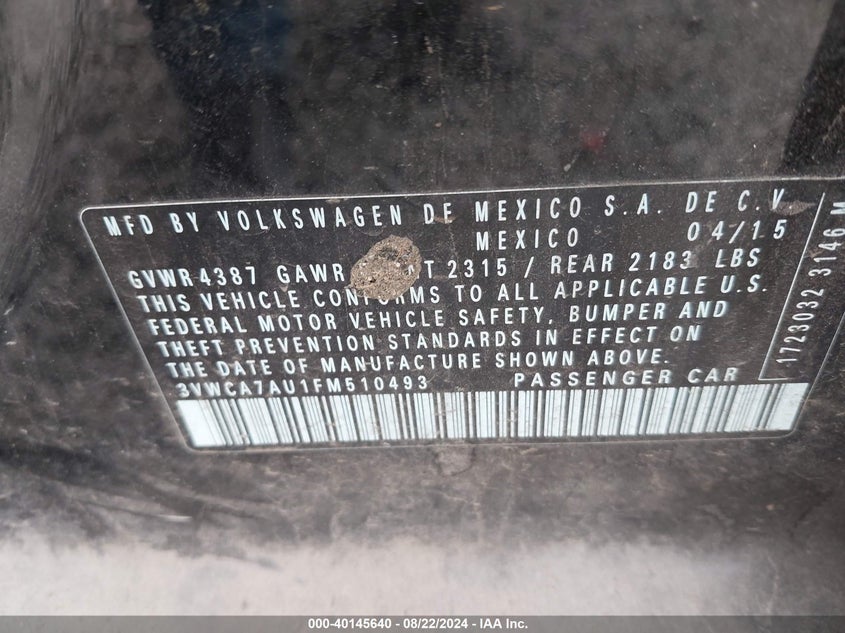 MFD BY VOLKSWAGEN DE MEXICO S.A. DE C.V.
MEXICO 04/15
GVWR 4387 GAWR T 2315 / REAR 2183 LBS
THIS VEHICLE CONFORMS TO ALL APPLICABLE U.S.
FEDERAL MOTOR VEHICLE SAFETY, BUMPER AND
THEFT PREVENTION STANDARDS IN EFFECT ON
THE DATE OF MANUFACTURE SHOWN ABOVE.
3VWCA7AU1FM510493 PASSENGER CAR
1723032 3146 M
000-40145640 - 08/22/2024 - IAA Inc.